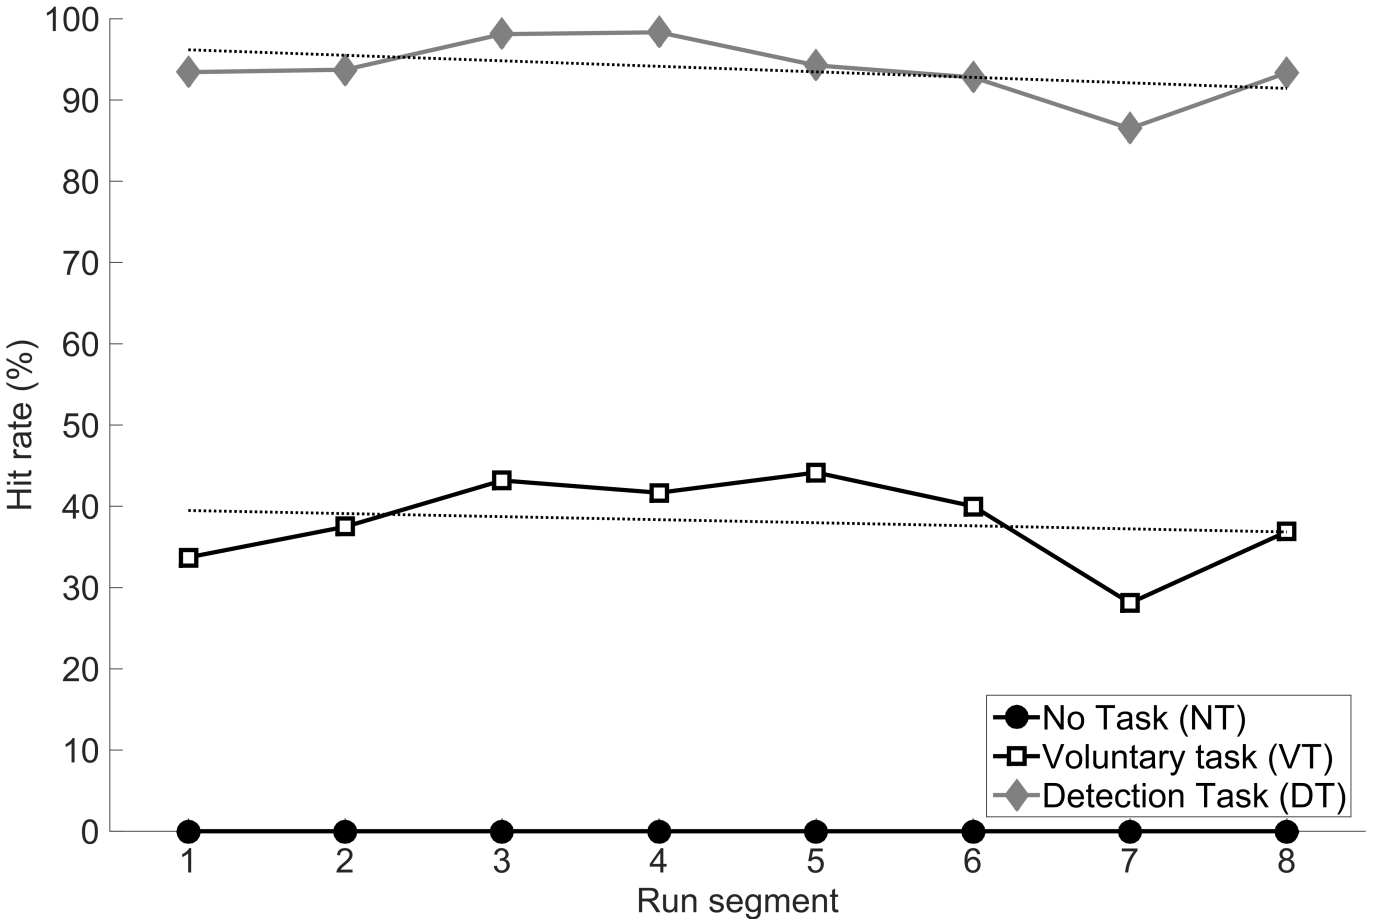 Hit rate (%)
100
90
80
70
60
50
40
30
20
10
0
No Task (NT)
Voluntary task (VT)
Detection Task (DT)
1 2 3 4 5 6 7 8
Run segment